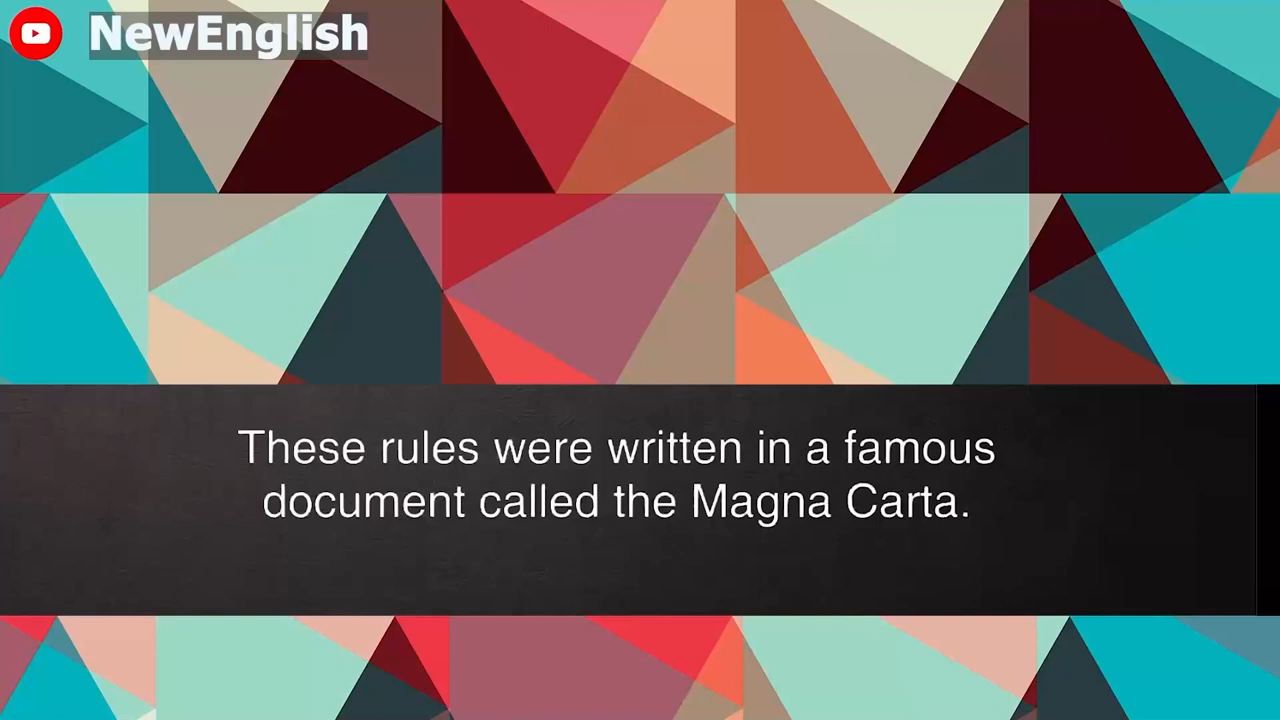 NewEnglish
These rules were written in a famous
document called the Magna Carta.